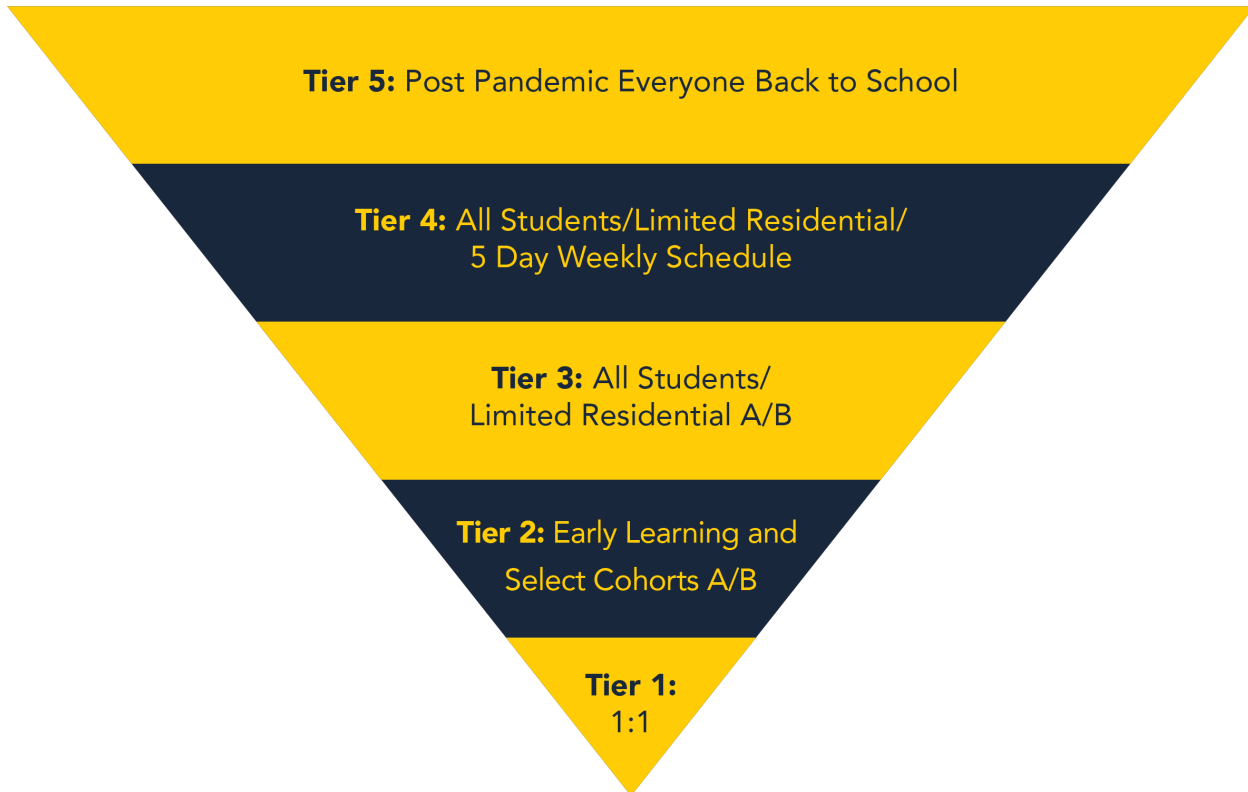 Tier 5: Post Pandemic Everyone Back to School
Tier 4: All Students/Limited Residential/
5 Day Weekly Schedule
Tier 3: All Students/
Limited Residential A/B
Tier 2: Early Learning and
Select Cohorts A/B
Tier 1:
1:1